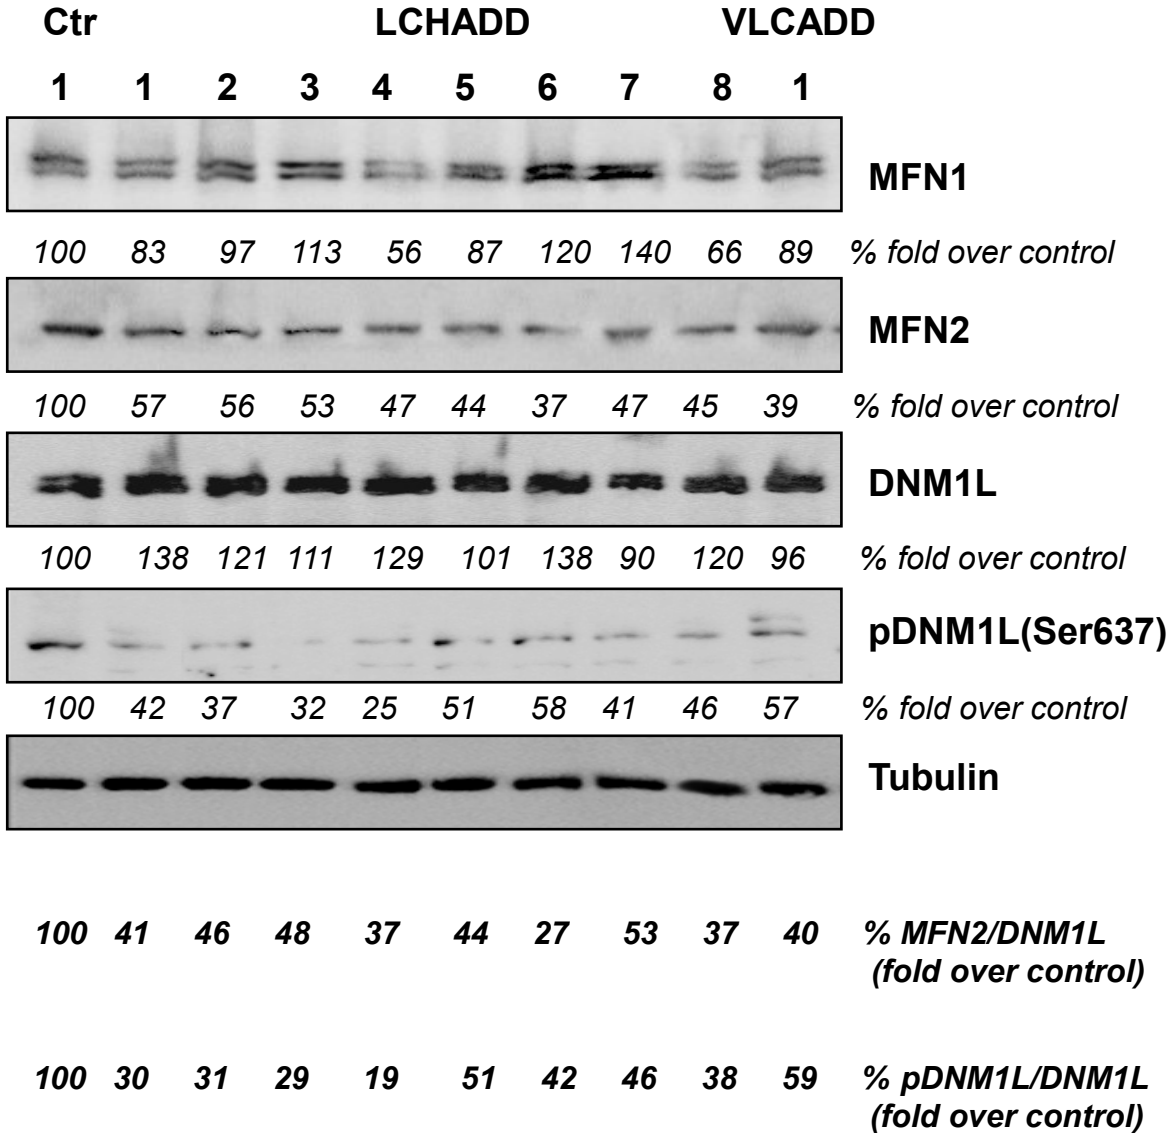 Ctr LCHADD VLCADD
1 1 2 3 4 5 6 7 8 1
MFN1
100 83 97 113 56 87 120 140 66 89 % fold over control
MFN2
100 57 56 53 47 44 37 47 45 39 % fold over control
DNM1L
100 138 121 111 129 101 138 90 120 96 % fold over control
pDNM1L(Ser637)
100 42 37 32 25 51 58 41 46 57 % fold over control
Tubulin
100 41 46 48 37 44 27 53 37 40 % MFN2/DNM1L
(fold over control)
100 30 31 29 19 51 42 46 38 59 % pDNM1L/DNM1L
(fold over control)